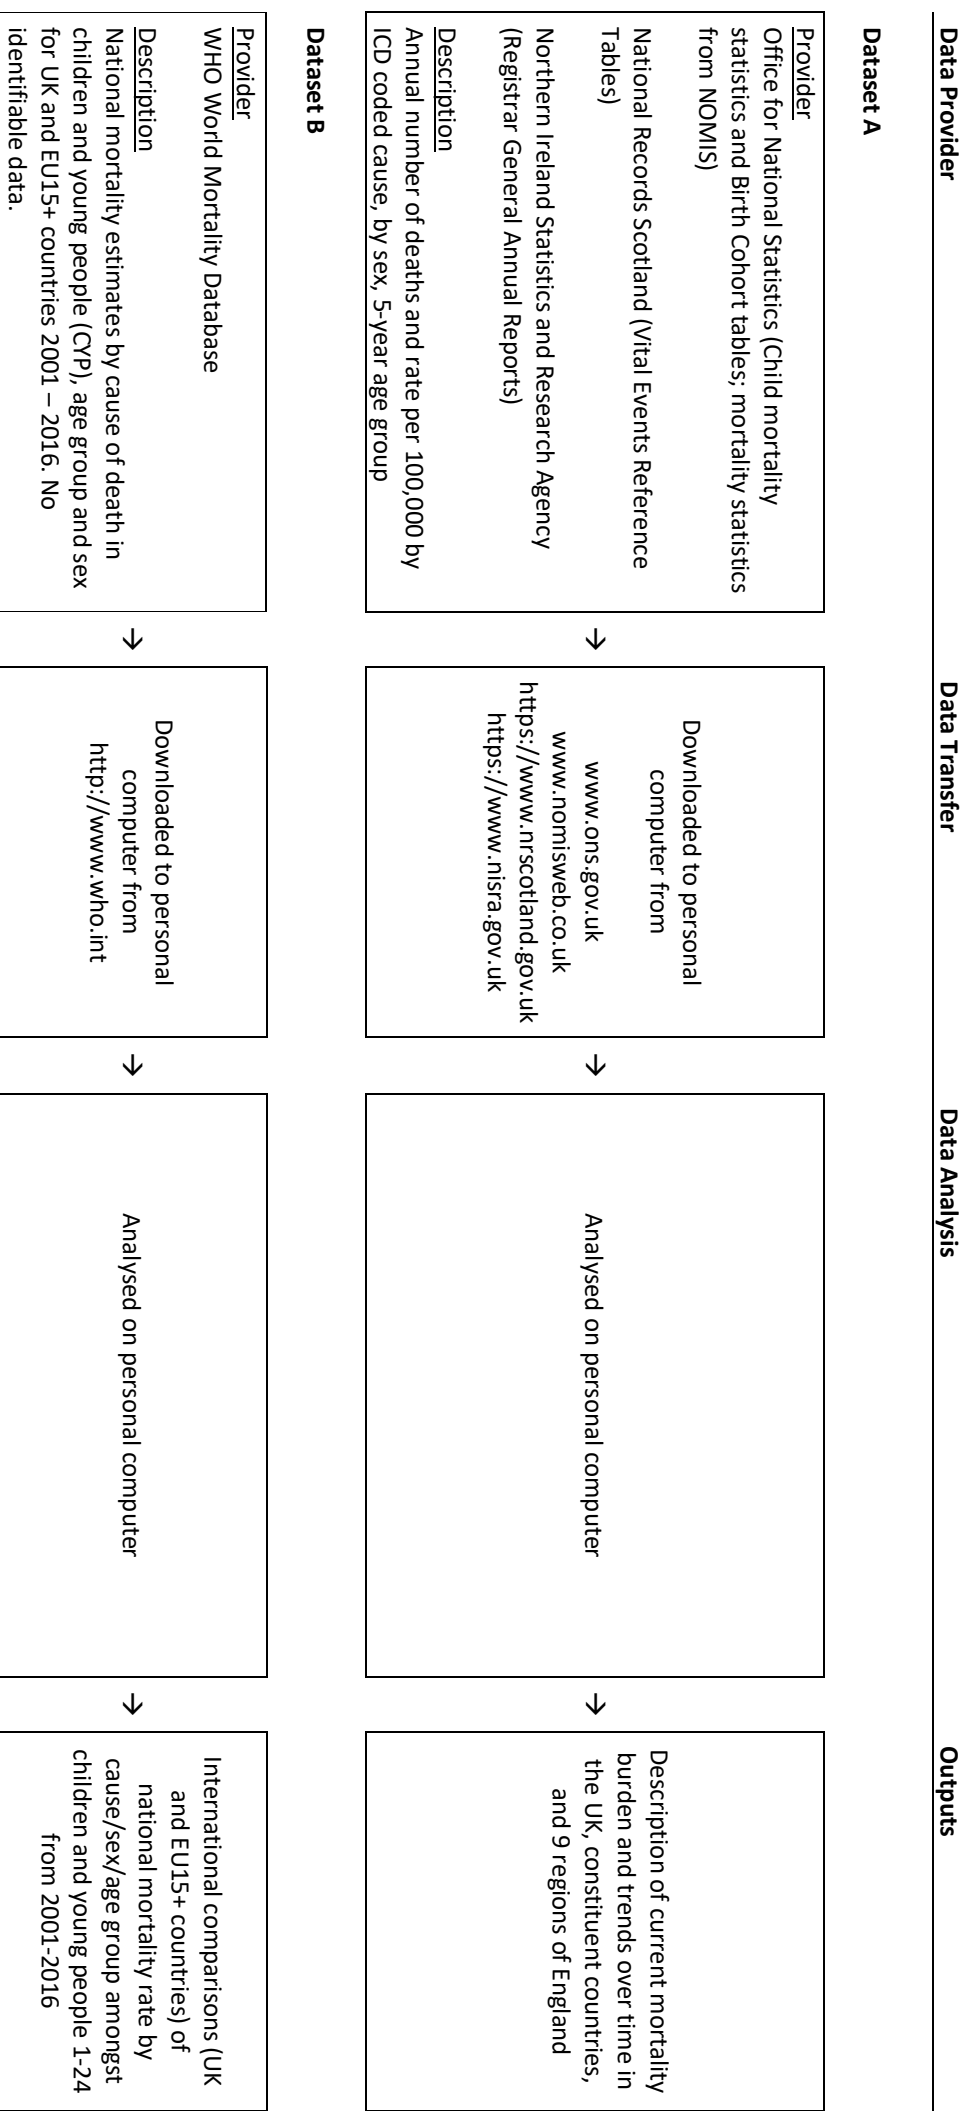 Data Provider
Data Transfer
Data Analysis
Outputs
Dataset A
Provider
Office for National Statistics (Child mortality
statistics and Birth Cohort tables; mortality statistics
from NOMIS)
National Records Scotland (Vital Events Reference
Tables)
Northern Ireland Statistics and Research Agency
(Registrar General Annual Reports)
Description
Annual number of deaths and rate per 100,000 by
ICD coded cause, by sex, 5-year age group
→
Downloaded to personal
computer from
www.ons.gov.uk
www.nomisweb.co.uk
https://www.nrscotland.gov.uk
https://www.nisra.gov.uk
→
Analysed on personal computer
→
Description of current mortality
burden and trends over time in
the UK, constituent countries,
and 9 regions of England
Dataset B
Provider
WHO World Mortality Database
Description
National mortality estimates by cause of death in
children and young people (CYP), age group and sex
for UK and EU15+ countries 2001 – 2016. No
identifiable data.
→
Downloaded to personal
computer from
http://www.who.int
→
Analysed on personal computer
→
International comparisons (UK
and EU15+ countries) of
national mortality rate by
cause/sex/age group amongst
children and young people 1-24
from 2001-2016